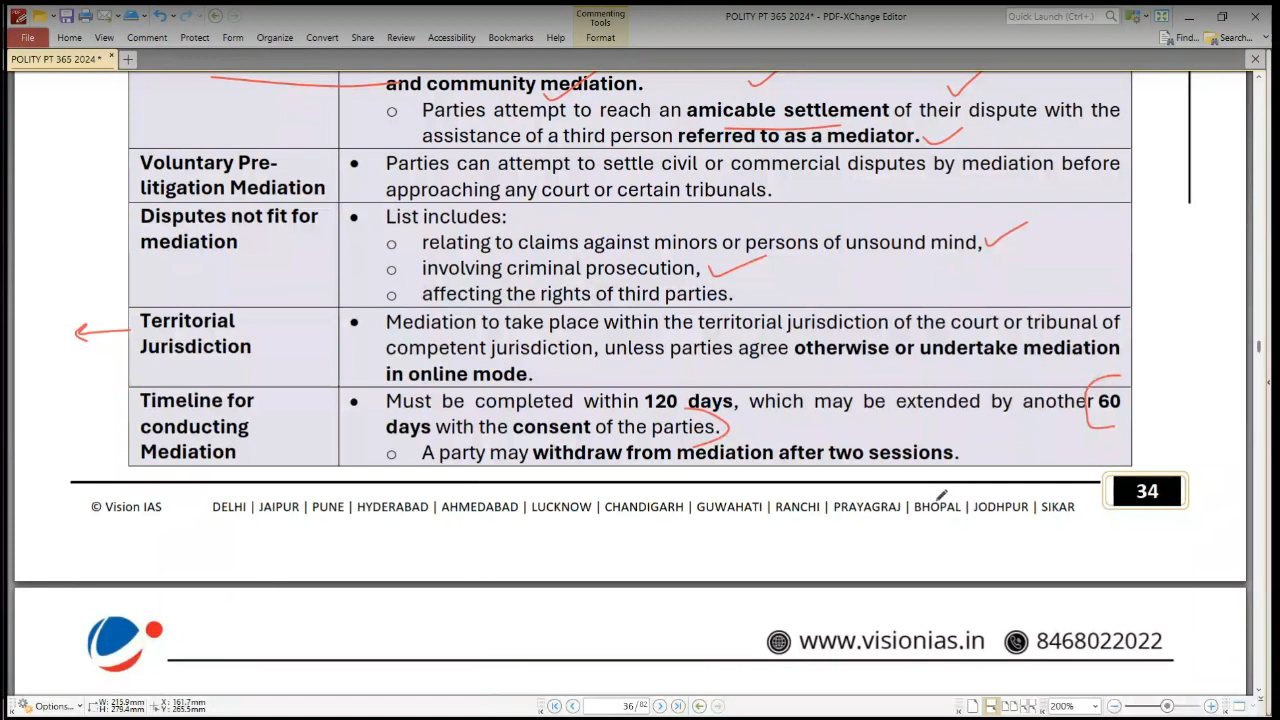 Commenting
Tools
POLITY PT 365 2024* - PDF-XChange Editor
Quick Launch (Ctrl+.)
File Home View Comment Protect Form Organize Convert Share Review Accessibility Bookmarks Help Format Find... Search...
POLITY PT 365 2024 *
and community mediation.
o Parties attempt to reach an amicable settlement of their dispute with the
assistance of a third person referred to as a mediator.
Voluntary Pre-
litigation Mediation
• Parties can attempt to settle civil or commercial disputes by mediation before
approaching any court or certain tribunals.
Disputes not fit for
mediation
• List includes:
o relating to claims against minors or persons of unsound mind,
o involving criminal prosecution,
o affecting the rights of third parties.
Territorial
Jurisdiction
• Mediation to take place within the territorial jurisdiction of the court or tribunal of
competent jurisdiction, unless parties agree otherwise or undertake mediation
in online mode.
Timeline for
conducting
Mediation
• Must be completed within 120 days, which may be extended by another 60
days with the consent of the parties.
o A party may withdraw from mediation after two sessions.
34
© Vision IAS DELHI | JAIPUR | PUNE | HYDERABAD | AHMEDABAD | LUCKNOW | CHANDIGARH | GUWAHATI | RANCHI | PRAYAGRAJ | BHOPAL | JODHPUR | SIKAR
www.visionias.in 8468022022
Options... W: 215.9mm X: 161.7mm
H: 279.4mm Y: 265.5mm
36 / 82
200%